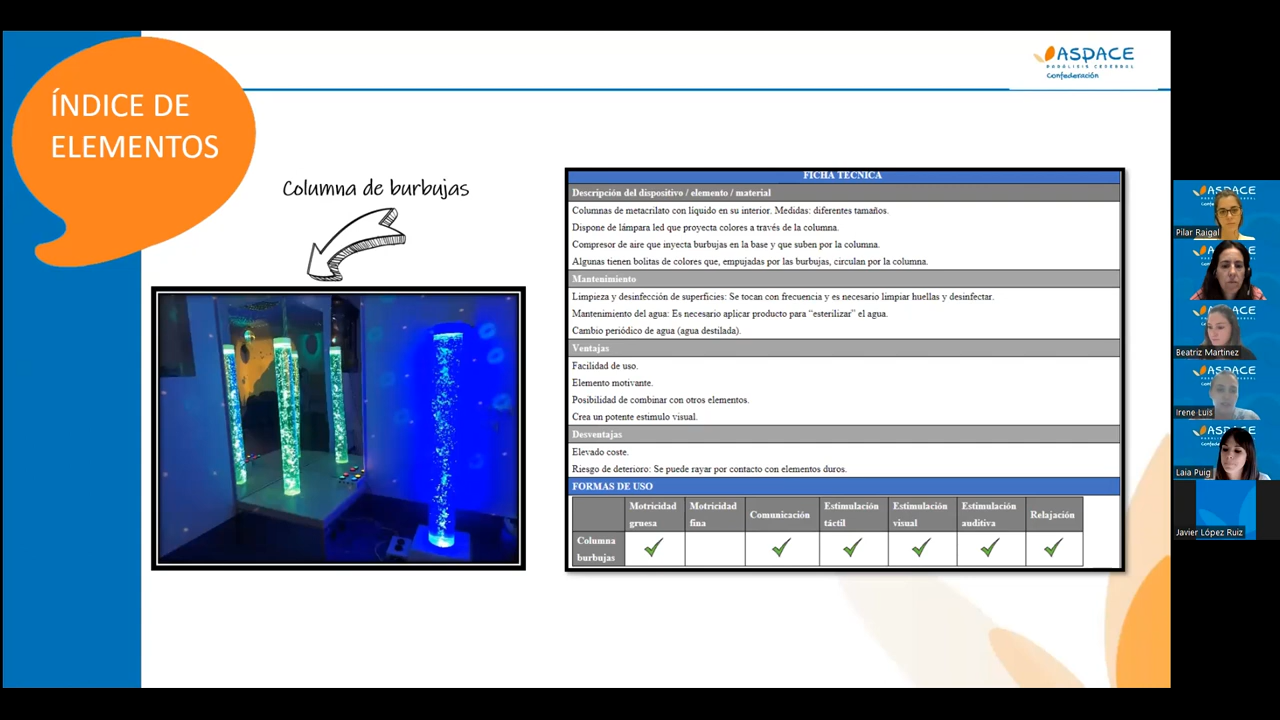 ÍNDICE DE
ELEMENTOS
ASPACE
PARÁLISIS CEREBRAL
Confederación
Columna de burbujas
FICHA TÉCNICA
Descripción del dispositivo / elemento / material
Columnas de metacrilato con líquido en su interior. Medidas: diferentes tamaños.
Dispone de lámpara led que proyecta colores a través de la columna.
Compresor de aire que inyecta burbujas en la base y que suben por la columna.
Algunas tienen bolitas de colores que, empujadas por las burbujas, circulan por la columna.
Mantenimiento
Limpieza y desinfección de superficies: Se tocan con frecuencia y es necesario limpiar huellas y desinfectar.
Mantenimiento del agua: Es necesario aplicar producto para “esterilizar” el agua.
Cambio periódico de agua (agua destilada).
Ventajas
Facilidad de uso.
Elemento motivante.
Posibilidad de combinar con otros elementos.
Crea un potente estimulo visual.
Desventajas
Elevado coste.
Riesgo de deterioro: Se puede rayar por contacto con elementos duros.
FORMAS DE USO
Motricidad gruesa
Motricidad fina
Comunicación
Estimulación táctil
Estimulación visual
Estimulación auditiva
Relajación
Columna burbujas
ASPACE
Pilar Raigal
ASPACE
Beatriz Martinez
ASPACE
Irene Luis
ASPACE
Laia Puig
Javier López Ruiz